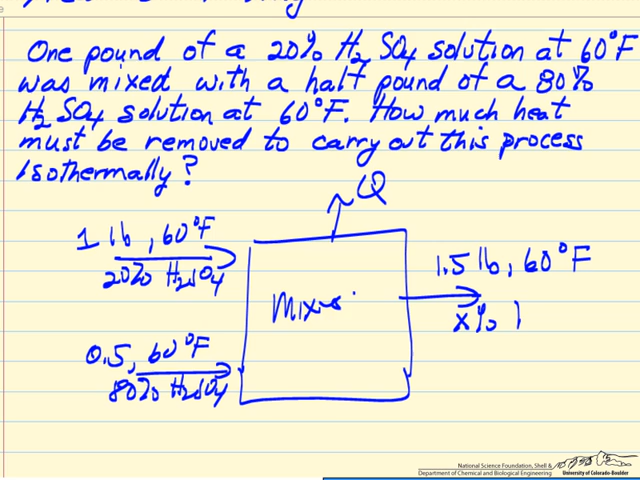 One pound of a 20% H2SO4 solution at 60°F
was mixed with a half pound of a 80%
H2SO4 solution at 60°F. How much heat
must be removed to carry out this process
isothermally?
Q
1 lb, 60°F
20% H2SO4
1.5 lb, 60°F
x%
0.5, 60°F
80% H2SO4
National Science Foundation, Shell &
Department of Chemical and Biological Engineering
University of Colorado-Boulder